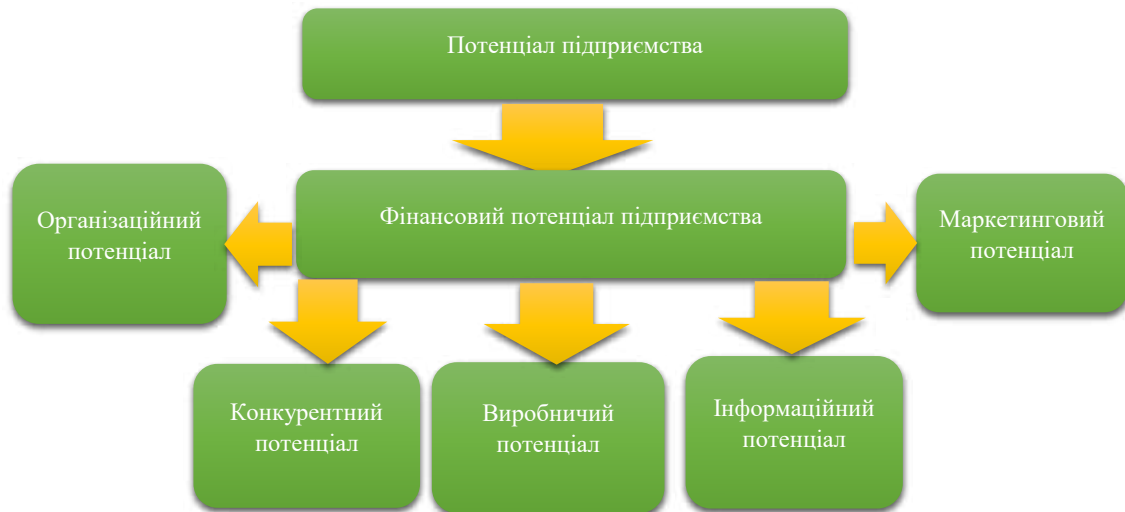 Потенціал підприємства
Організаційний
потенціал
Фінансовий потенціал підприємства
Маркетинговий
потенціал
Конкурентний
потенціал
Виробничий
потенціал
Інформаційний
потенціал